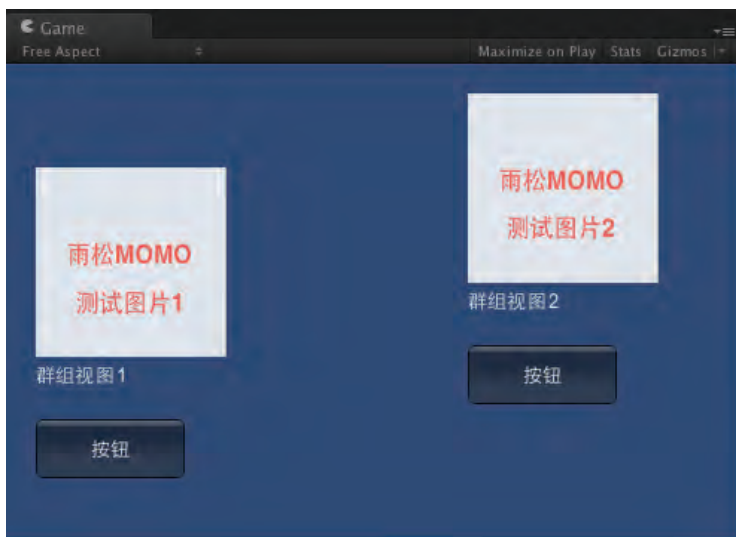 Game
Free Aspect
Maximize on Play Stats Gizmos
雨松MOMO
测试图片1
群组视图1
按钮
雨松MOMO
测试图片2
群组视图2
按钮